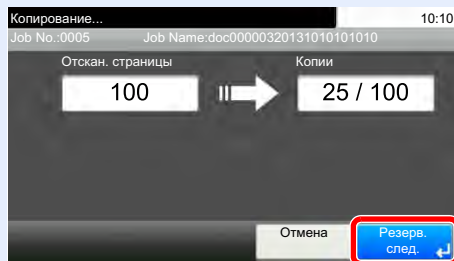 Копирование...
10:10
Job No.:0005 Job Name:doc00000320131010101010
Отскан. страницы Копии
100 25 / 100
Отмена Резерв.
след.